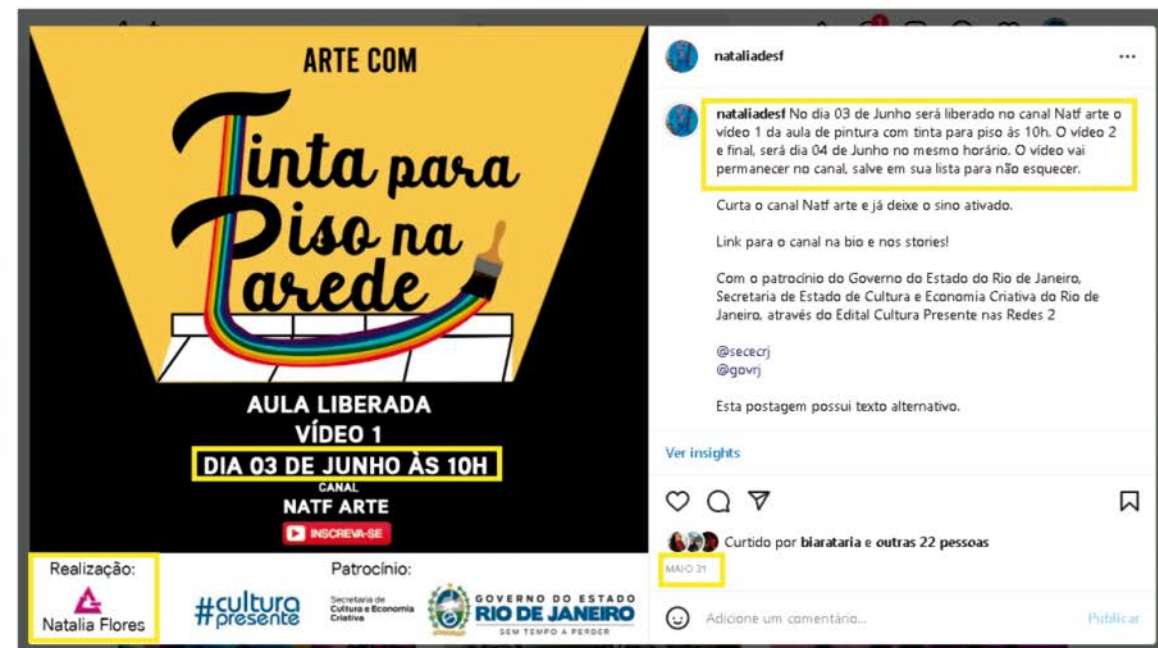 ARTE COM
Tinta para
Piso na
Parede
AULA LIBERADA
VÍDEO 1
DIA 03 DE JUNHO ÀS 10H
CANAL
NATF ARTE
INSCREVA-SE
Realização:
Natalia Flores
Patrocínio:
#cultura
presente
Secretaria de
Cultura e Economia
Criativa
GOVERNO DO ESTADO
RIO DE JANEIRO
SEM TEMPO A PERDER
nataliadesf
nataliadesf No dia 03 de Junho será liberado no canal Natf arte o
vídeo 1 da aula de pintura com tinta para piso às 10h. O vídeo 2
e final, será dia 04 de Junho no mesmo horário. O vídeo vai
permanecer no canal, salve em sua lista para não esquecer.
Curta o canal Natf arte e já deixe o sino ativado.
Link para o canal na bio e nos stories!
Com o patrocínio do Governo do Estado do Rio de Janeiro,
Secretaria de Estado de Cultura e Economia Criativa do Rio de
Janeiro, através do Edital Cultura Presente nas Redes 2
@sececrj
@govrj
Esta postagem possui texto alternativo.
Ver insights
Curtido por biarataria e outras 22 pessoas
MAIO 31
Adicione um comentário...
Publicar